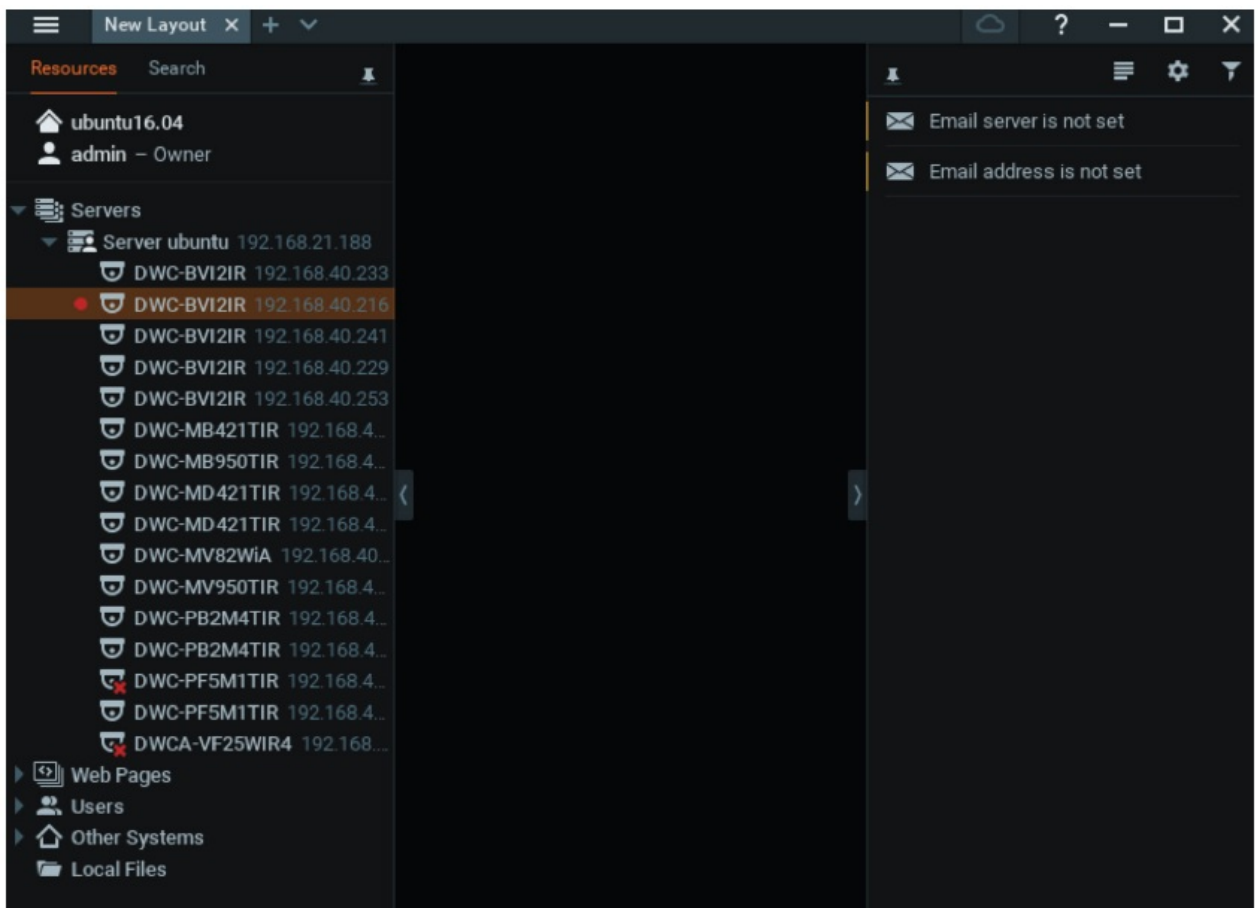 New Layout
?
Resources Search
ubuntu16.04
admin – Owner
Servers
Server ubuntu 192.168.21.188
DWC-BVI2IR 192.168.40.233
DWC-BVI2IR 192.168.40.216
DWC-BVI2IR 192.168.40.241
DWC-BVI2IR 192.168.40.229
DWC-BVI2IR 192.168.40.253
DWC-MB421TIR 192.168.4...
DWC-MB950TIR 192.168.4...
DWC-MD421TIR 192.168.4...
DWC-MD421TIR 192.168.4...
DWC-MV82WiA 192.168.40...
DWC-MV950TIR 192.168.4...
DWC-PB2M4TIR 192.168.4...
DWC-PB2M4TIR 192.168.4...
DWC-PF5M1TIR 192.168.4...
DWC-PF5M1TIR 192.168.4...
DWCA-VF25WIR4 192.168....
Web Pages
Users
Other Systems
Local Files
Email server is not set
Email address is not set